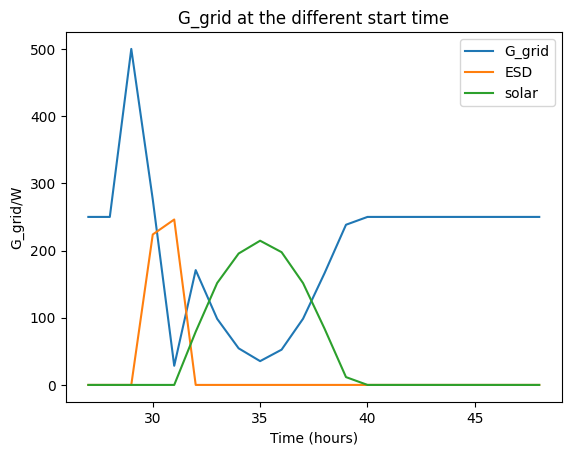 G_grid at the different start time
G_grid
ESD
solar
G_grid/W
500
400
300
200
100
0
30
35
40
45
Time (hours)